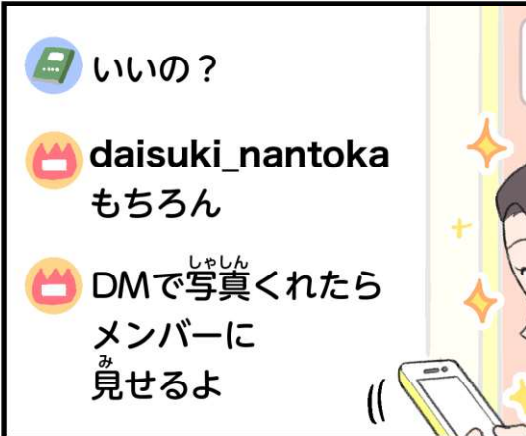 いいの?
daisuki_nantoka
もちろん
DMで写真くれたら
メンバーに
見せるよ